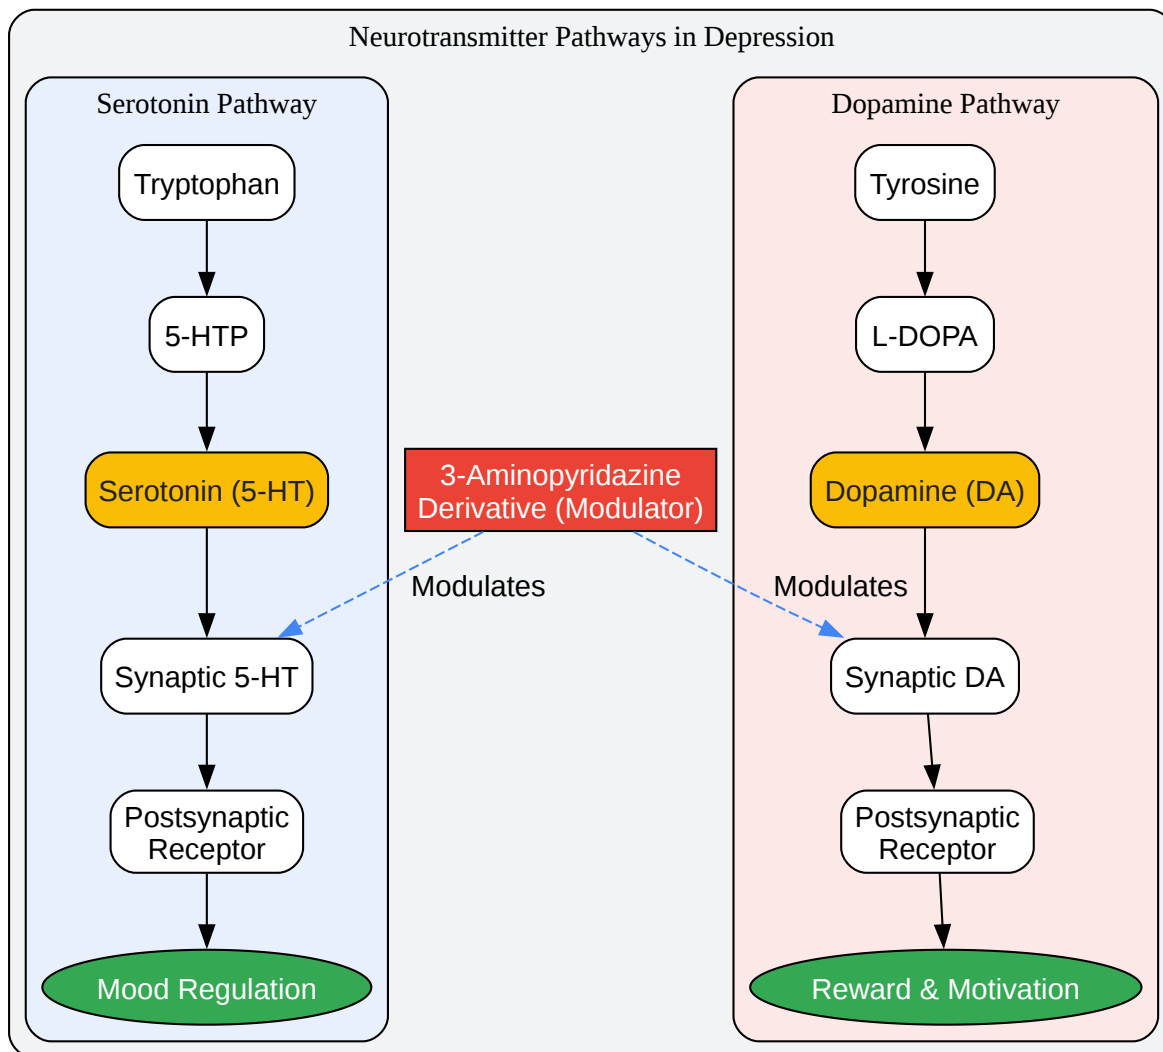 Neurotransmitter Pathways in Depression
Serotonin Pathway
Tryptophan
5-HTP
Serotonin (5-HT)
Synaptic 5-HT
Postsynaptic
Receptor
Mood Regulation
3-Aminopyridazine
Derivative (Modulator)
Modulates
Modulates
Dopamine Pathway
Tyrosine
L-DOPA
Dopamine (DA)
Synaptic DA
Postsynaptic
Receptor
Reward & Motivation